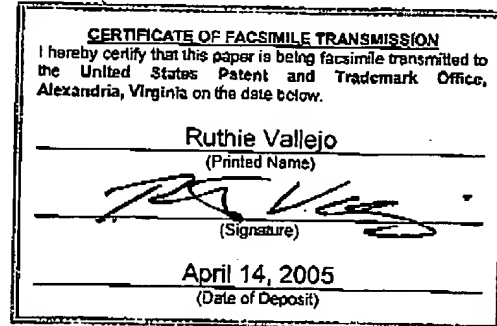 CERTIFICATE OF FACSIMILE TRANSMISSION
I hereby certify that this paper is being facsimile transmitted to
the United States Patent and Trademark Office,
Alexandria, Virginia on the date below.
Ruthie Vallejo
(Printed Name)
(Signature)
April 14, 2005
(Date of Deposit)